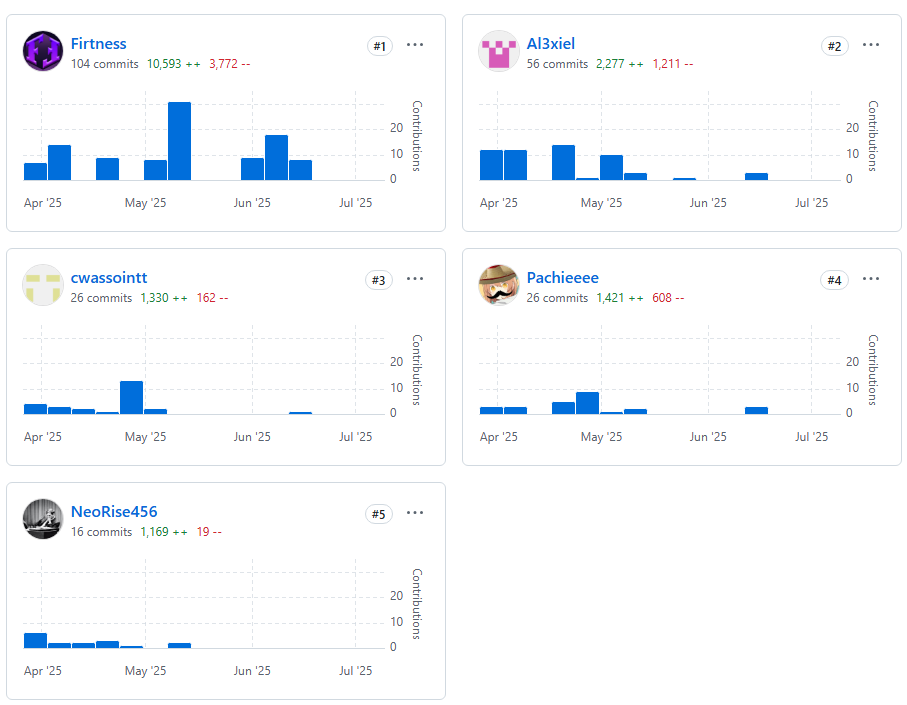 Firtness #1 ···
104 commits 10,593 ++ 3,772 --
Contributions
20
10
0
Apr '25 May '25 Jun '25 Jul '25
Al3xiel #2 ···
56 commits 2,277 ++ 1,211 --
Contributions
20
10
0
Apr '25 May '25 Jun '25 Jul '25
cwassointt #3 ···
26 commits 1,330 ++ 162 --
Contributions
20
10
0
Apr '25 May '25 Jun '25 Jul '25
Pachieeee #4 ···
26 commits 1,421 ++ 608 --
Contributions
20
10
0
Apr '25 May '25 Jun '25 Jul '25
NeoRise456 #5 ···
16 commits 1,169 ++ 19 --
Contributions
20
10
0
Apr '25 May '25 Jun '25 Jul '25